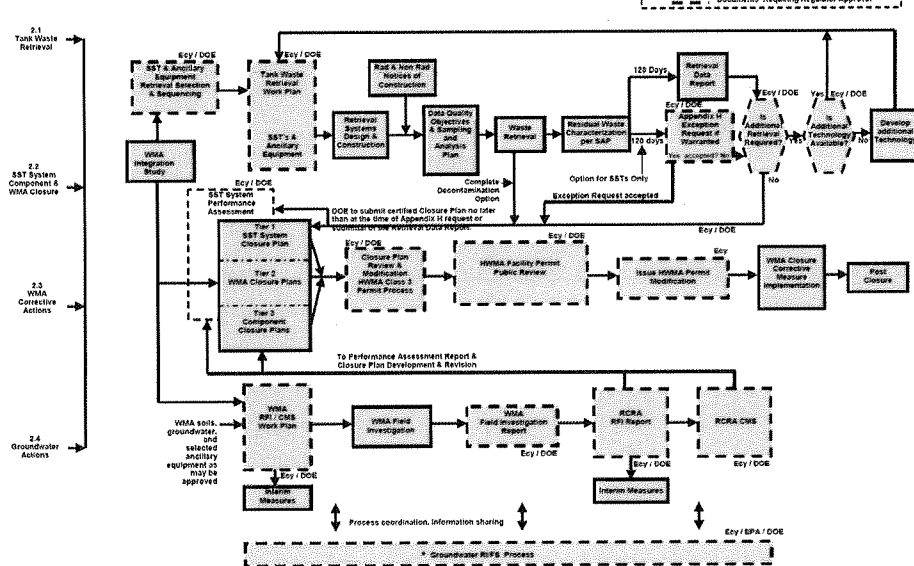 Documents Requiring Regulator Approval
2.1
Tank Waste
Retrieval
2.2
SST System
Component &
WMA Closure
2.3
WMA
Corrective
Actions
2.4
Groundwater
Actions
Ecy / DOE
SST & Ancillary
Equipment
Retrieval Selection
& Sequencing
Ecy / DOE
Tank Waste
Retrieval
Work Plan
SST's &
Ancillary
Equipment
Rad & Non Rad
Notices of
Construction
Retrieval
Systems
Design &
Construction
Data Quality
Objectives
& Sampling
and
Analysis
Plan
Waste
Retrieval
Residual Waste
Characterization
per SAP
120 Days
Retrieval
Data
Report
Ecy / DOE
Appendix H
Exception
Request if
Warranted
Yes accepted? No
120 days
Option for SSTs Only
Ecy / DOE
Is
Additional
Retrieval
Required?
Yes
No
Yes
Ecy / DOE
Is
Additional
Technology
Available?
No
Develop
additional
Technology
WMA
Integration
Study
Complete
Decontamination
Option
Exception Request accepted
Ecy / DOE
Ecy / DOE
SST System
Performance
Assessment
DOE to submit certified Closure Plan no later
than at the time of Appendix H request or
submittal of the Retrieval Data Report.
Tier 1
SST System
Closure Plan
Tier 2
WMA Closure Plans
Tier 3
Component
Closure Plans
Ecy / DOE
Closure Plan
Review &
Modification
HWMA Class 3
Permit Process
Ecy / DOE
HWMA Facility Permit
Public Review
Ecy
Issue HWMA Permit
Modification
WMA Closure
Corrective
Measure
Implementation
Post
Closure
To Performance Assessment Report &
Closure Plan Development & Revision
WMA soils,
groundwater,
and
selected
ancillary
equipment as
may be
approved
WMA
RFI / CMS
Work Plan
Ecy / DOE
Interim
Measures
WMA Field
Investigation
WMA
Field Investigation
Report
Ecy / DOE
RCRA
RFI Report
Ecy / DOE
Interim Measures
RCRA CMS
Ecy / DOE
Process coordination, information sharing
Ecy / EPA / DOE
* Groundwater RI/FS Process